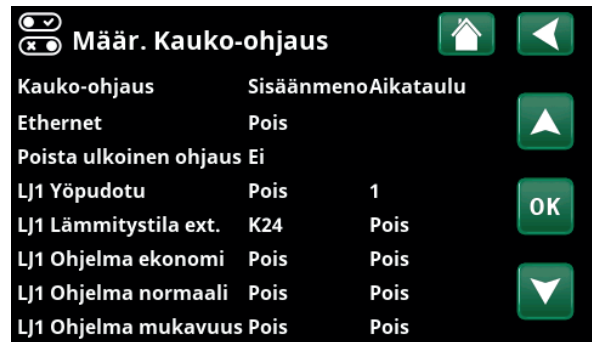 Määr. Kauko-ohjaus
Kauko-ohjaus SisäänmenoAikataulu
Ethernet Pois
Poista ulkoinen ohjaus Ei
LJ1 Yöpudotu Pois 1
LJ1 Lämmitystila ext. K24 Pois
LJ1 Ohjelma ekonomi Pois Pois
LJ1 Ohjelma normaali Pois Pois
LJ1 Ohjelma mukavuus Pois Pois
OK